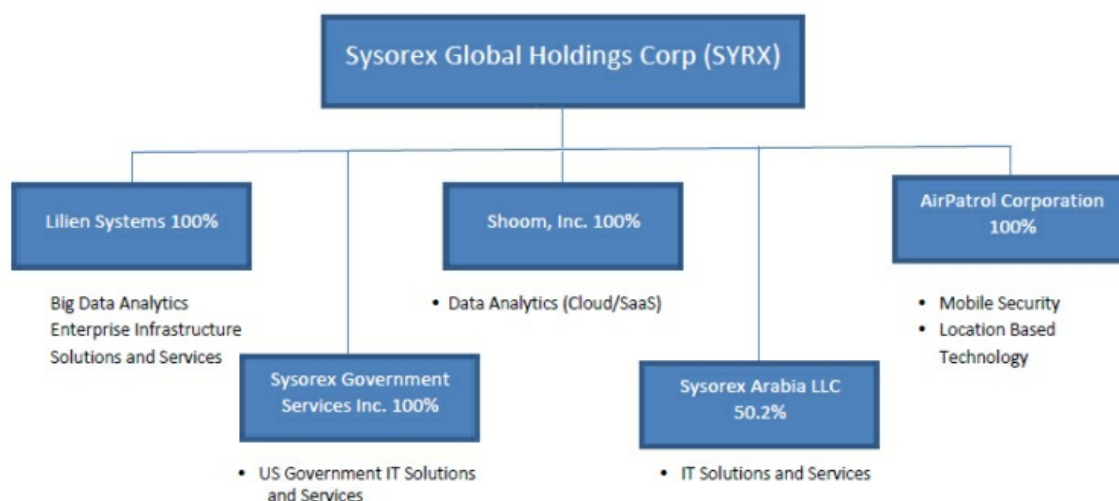 Sysorex Global Holdings Corp (SYRX)
Lilien Systems 100%
Big Data Analytics
Enterprise Infrastructure
Solutions and Services
Sysorex Government
Services Inc. 100%
• US Government IT Solutions
and Services
Shoom, Inc. 100%
• Data Analytics (Cloud/SaaS)
Sysorex Arabia LLC
50.2%
• IT Solutions and Services
AirPatrol Corporation
100%
• Mobile Security
• Location Based
Technology